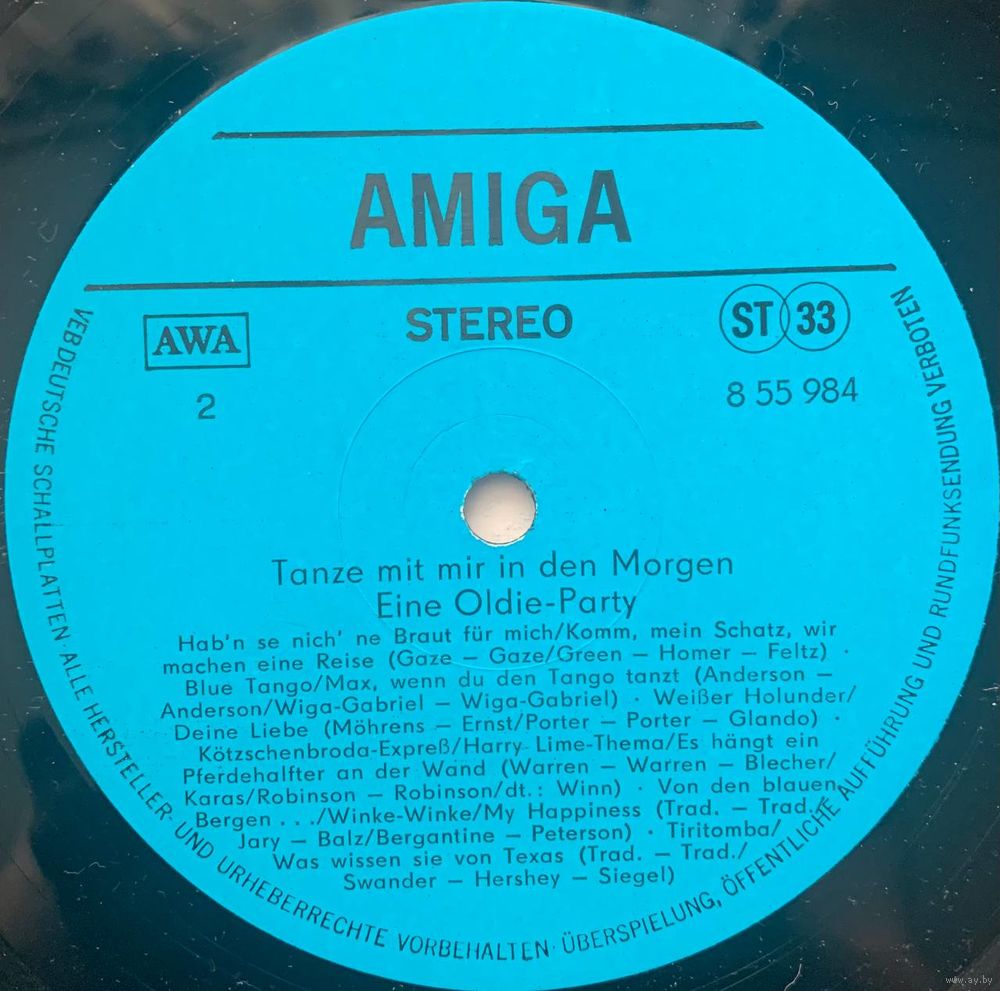 AMIGA
AWA
STEREO
ST 33
2
8 55 984
Tanze mit mir in den Morgen
Eine Oldie-Party
Hab'n se nich' ne Braut für mich/Komm, mein Schatz, wir
machen eine Reise (Gaze – Gaze/Green – Homer – Feltz) ·
Blue Tango/Max, wenn du den Tango tanzt (Anderson –
Anderson/Wiga-Gabriel – Wiga-Gabriel) · Weißer Holunder/
Deine Liebe (Möhrens – Ernst/Porter – Porter – Glando) ·
Kötzschenbroda-Expreß/Harry Lime-Thema/Es hängt ein
Pferdehalfter an der Wand (Warren – Warren – Blecher/
Karas/Robinson – Robinson/dt.: Winn) · Von den blauen
Bergen . . ./Winke-Winke/My Happiness (Trad. – Trad./
Jary – Balz/Bergantine – Peterson) · Tiritomba/
Was wissen sie von Texas (Trad. – Trad./
Swander – Hershey – Siegel)
VEB DEUTSCHE SCHALLPLATTEN · ALLE HERSTELLER- UND URHEBERRECHTE VORBEHALTEN · ÜBERSPIELUNG, ÖFFENTLICHE AUFFÜHRUNG UND RUNDFUNKSENDUNG VERBOTEN
www.ay.by